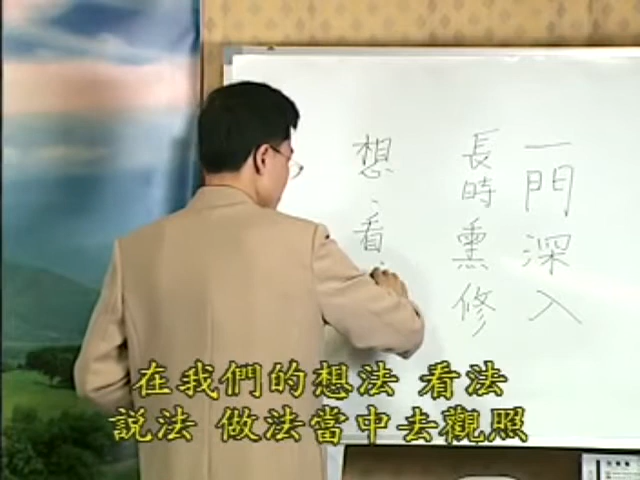 一門深入
長時熏修
想、看、
在我們的想法 看法
說法 做法當中去觀照